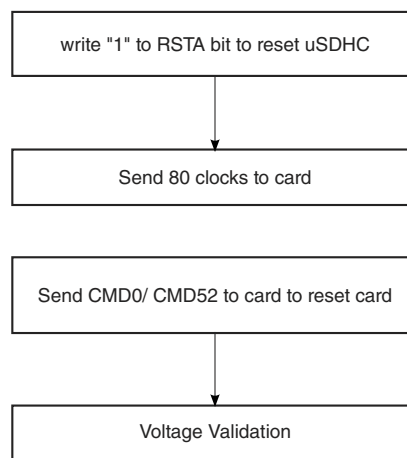 write "1" to RSTA bit to reset uSDHC
Send 80 clocks to card
Send CMD0/ CMD52 to card to reset card
Voltage Validation